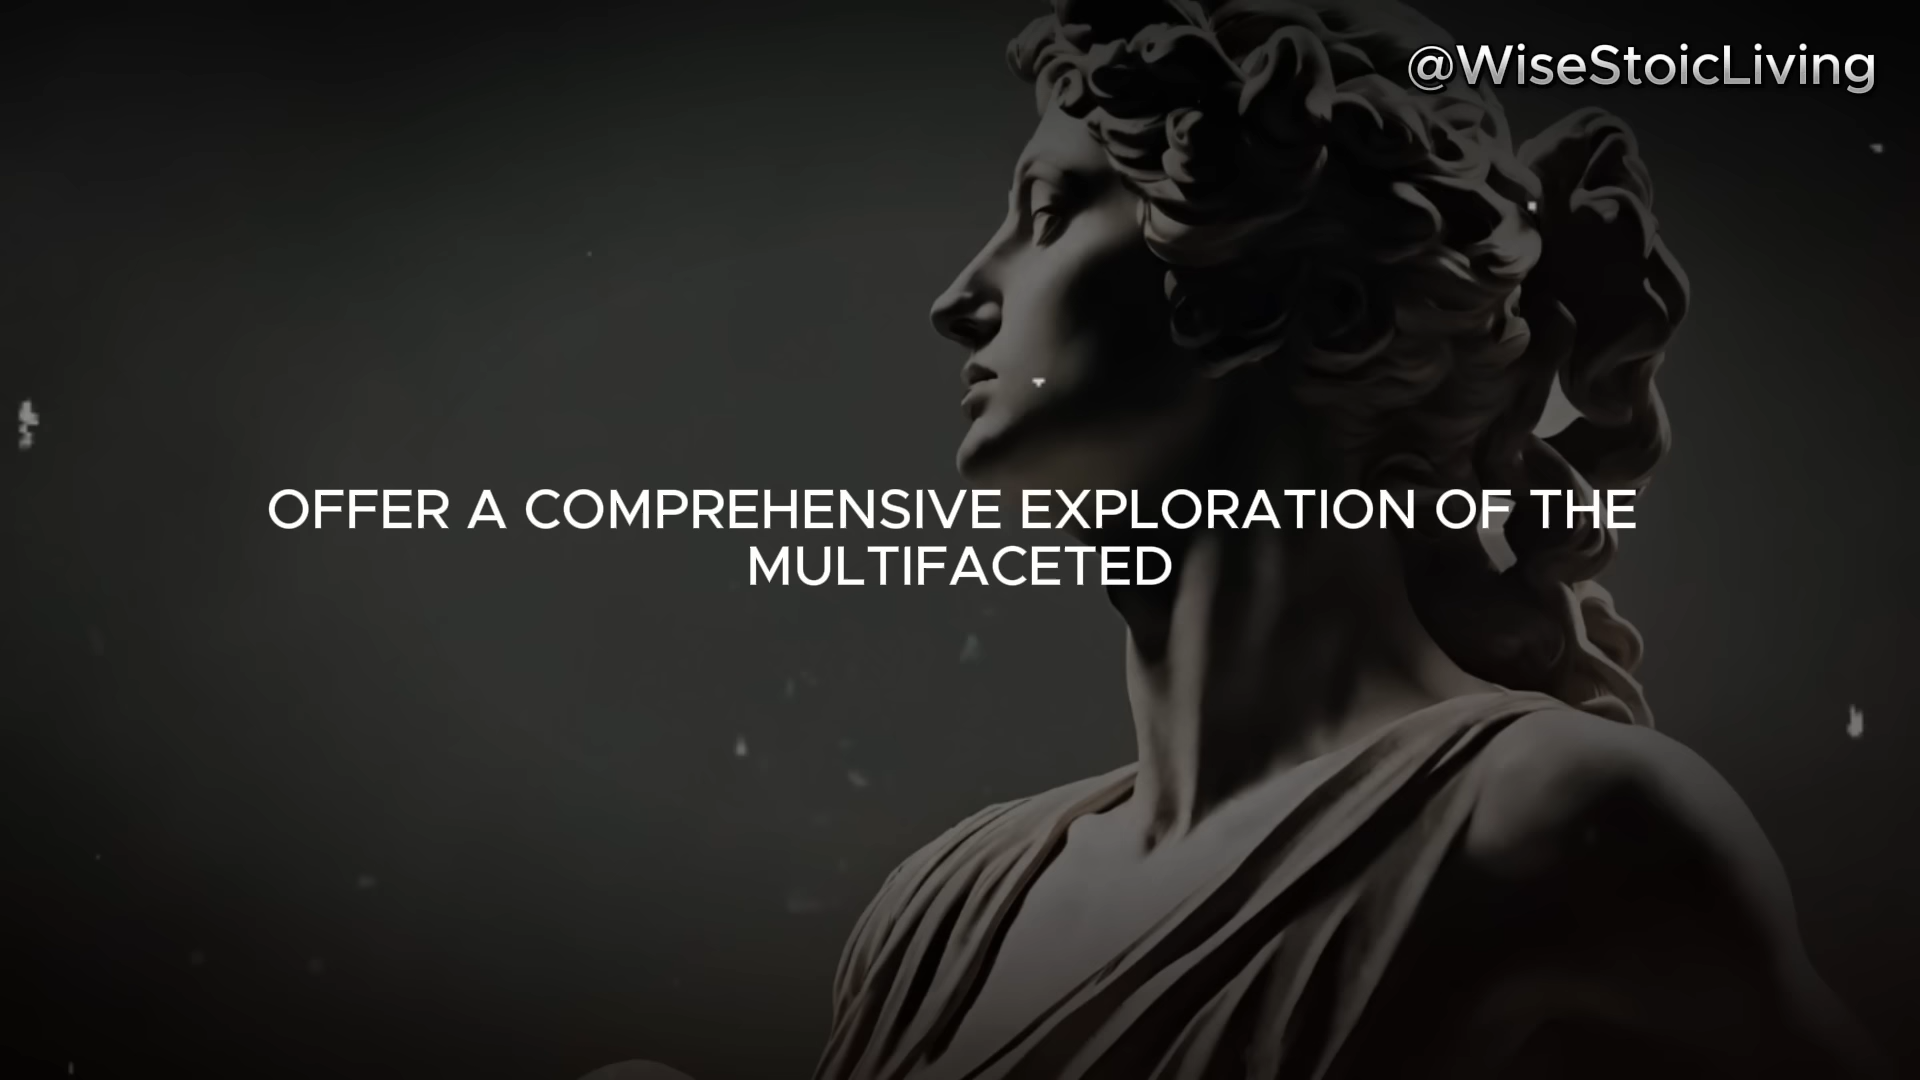 @WiseStoicLiving
OFFER A COMPREHENSIVE EXPLORATION OF THE
MULTIFACETED